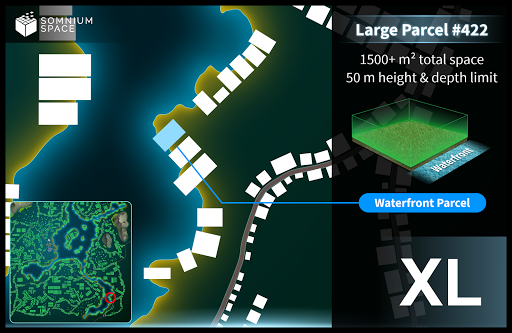 SOMNIUM
SPACE
Large Parcel #422
1500+ m² total space
50 m height & depth limit
Waterfront
Waterfront Parcel
XL